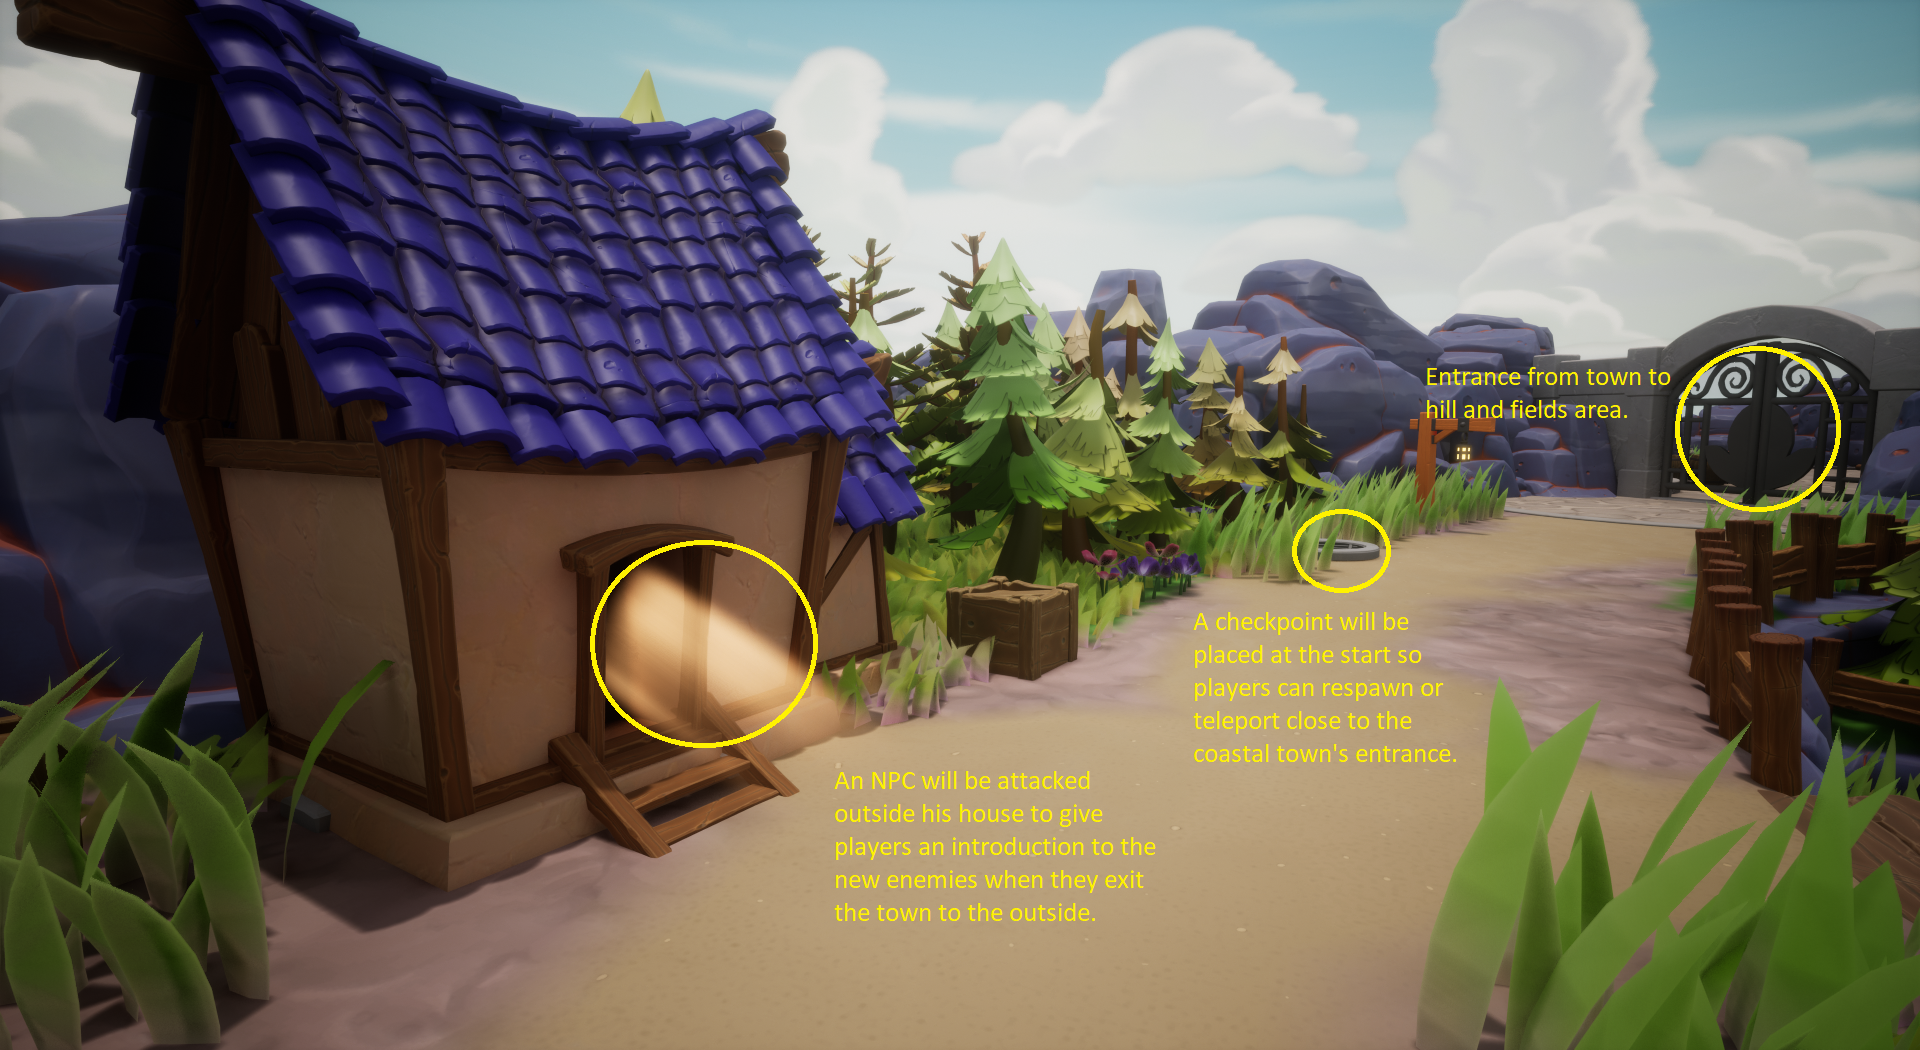 Entrance from town to
hill and fields area.
A checkpoint will be
placed at the start so
players can respawn or
teleport close to the
coastal town's entrance.
An NPC will be attacked
outside his house to give
players an introduction to the
new enemies when they exit
the town to the outside.